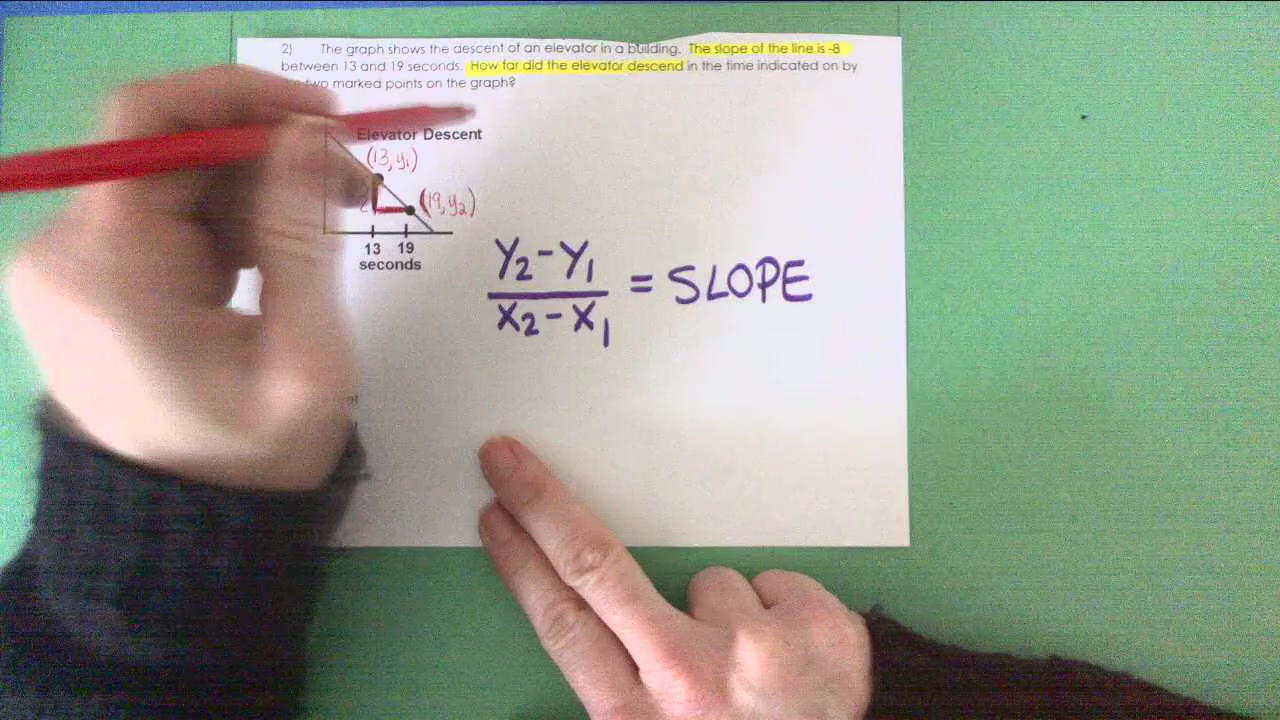 2) The graph shows the descent of an elevator in a building. The slope of the line is -8
between 13 and 19 seconds. How far did the elevator descend in the time indicated on by
two marked points on the graph?
Elevator Descent
(13, y₁)
(19, y₂)
13 19
seconds
Y₂ - Y₁
X₂ - X₁
= SLOPE